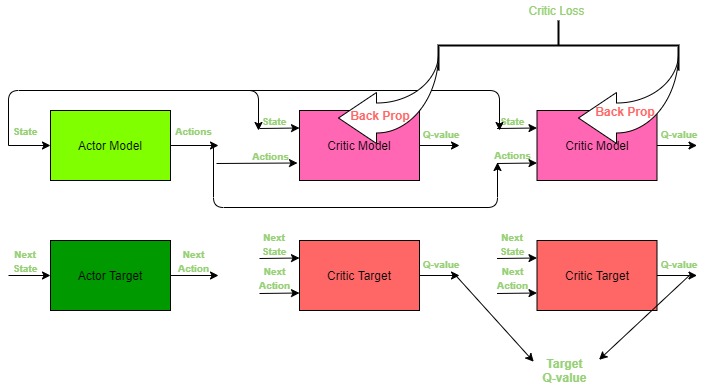 Critic Loss
Back Prop
Back Prop
State
Actor Model
Actions
State
Actions
Critic Model
Q-value
State
Actions
Critic Model
Q-value
Next
State
Actor Target
Next
Action
Next
State
Next
Action
Critic Target
Q-value
Next
State
Next
Action
Critic Target
Q-value
Target
Q-value